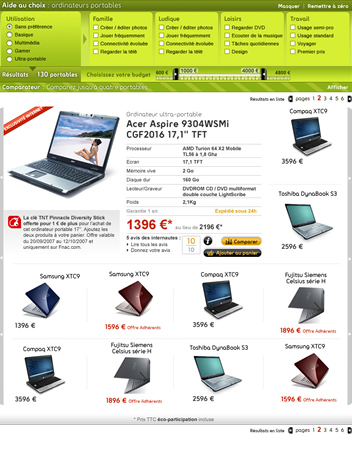 Aide au choix : ordinateurs portables
Masquer | Remettre à zéro
Utilisation
Sans préférence
Basique
Multimédia
Gamer
Ultra-portable
Famille
Créer / éditer photos
Jouer fréquemment
Connectivité évoluée
Regarder la télé
Ludique
Créer / éditer photos
Jouer fréquemment
Connectivité évoluée
Regarder la télé
Loisirs
Regarder DVD
Ecouter de la musique
Tâches quotidiennes
Design
Travail
Usage semi-pro
Usage standard
Voyager
Premier prix
Résultats 130 portables Choisissez votre budget
Comparateur : Comparez jusqu'à quatre portables
Afficher
Résultats en liste pages 1 2 3 4 5 6
Ordinateur ultra-portable
Acer Aspire 9304WSMi
CGF2016 17,1" TFT
Processeur AMD Turion 64 X2 Mobile
TL56 à 1,8 Ghz
Ecran 17,1 TFT
Mémoire vive 2 Go
Disque dur 160 Go
Lecteur/Graveur DVDROM CD / DVD multiformat
double couche LightScribe
Poids 2,1Kg
Garantie 1 an Expédié sous 24h
1396 €* au lieu de 2196 €*
5 avis des internautes :
Lire tous les avis
Donnez votre avis
10
10
Comparer
Ajouter au panier
La clé TNT Pinnacle Diversity Stick
offerte pour 1 € de plus pour l'achat
de cet ordinateur portable 17". Ajoutez les
deux produits à votre panier. Offre valable
du 20/09/2007 au 12/10/2007 et
uniquement sur Fnac.com.
Compaq XTC9
3596 €
Toshiba DynaBook S3
2596 €
Samsung XTC9
1396 €
Samsung XTC9
1596 € Offre Adhérents
Compaq XTC9
3596 €
Fujitsu Siemens
Celsius série H
1896 € Offre Adhérents
Compaq XTC9
3596 €
Fujitsu Siemens
Celsius série H
1896 € Offre Adhérents
Toshiba DynaBook S3
2596 €
Samsung XTC9
1596 € Offre Adhérents
* Prix TTC éco-participation incluse
Résultats en liste pages 1 2 3 4 5 6